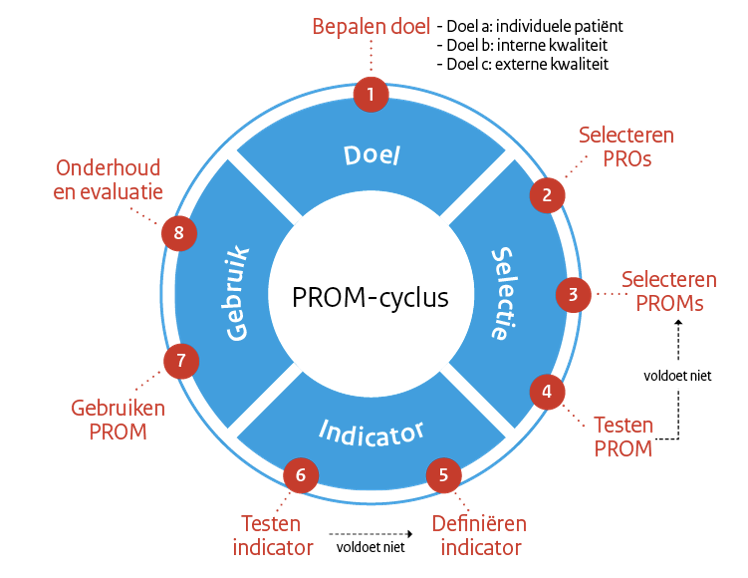 Bepalen doel
- Doel a: individuele patiënt
- Doel b: interne kwaliteit
- Doel c: externe kwaliteit
1
Doel
Selecteren
PROs
2
Selectie
3
Selecteren
PROMs
voldoet niet
4
Testen
PROM
Indicator
5
Definiëren
indicator
voldoet niet
6
Testen
indicator
7
Gebruiken
PROM
Gebruik
8
Onderhoud
en evaluatie
PROM-cyclus